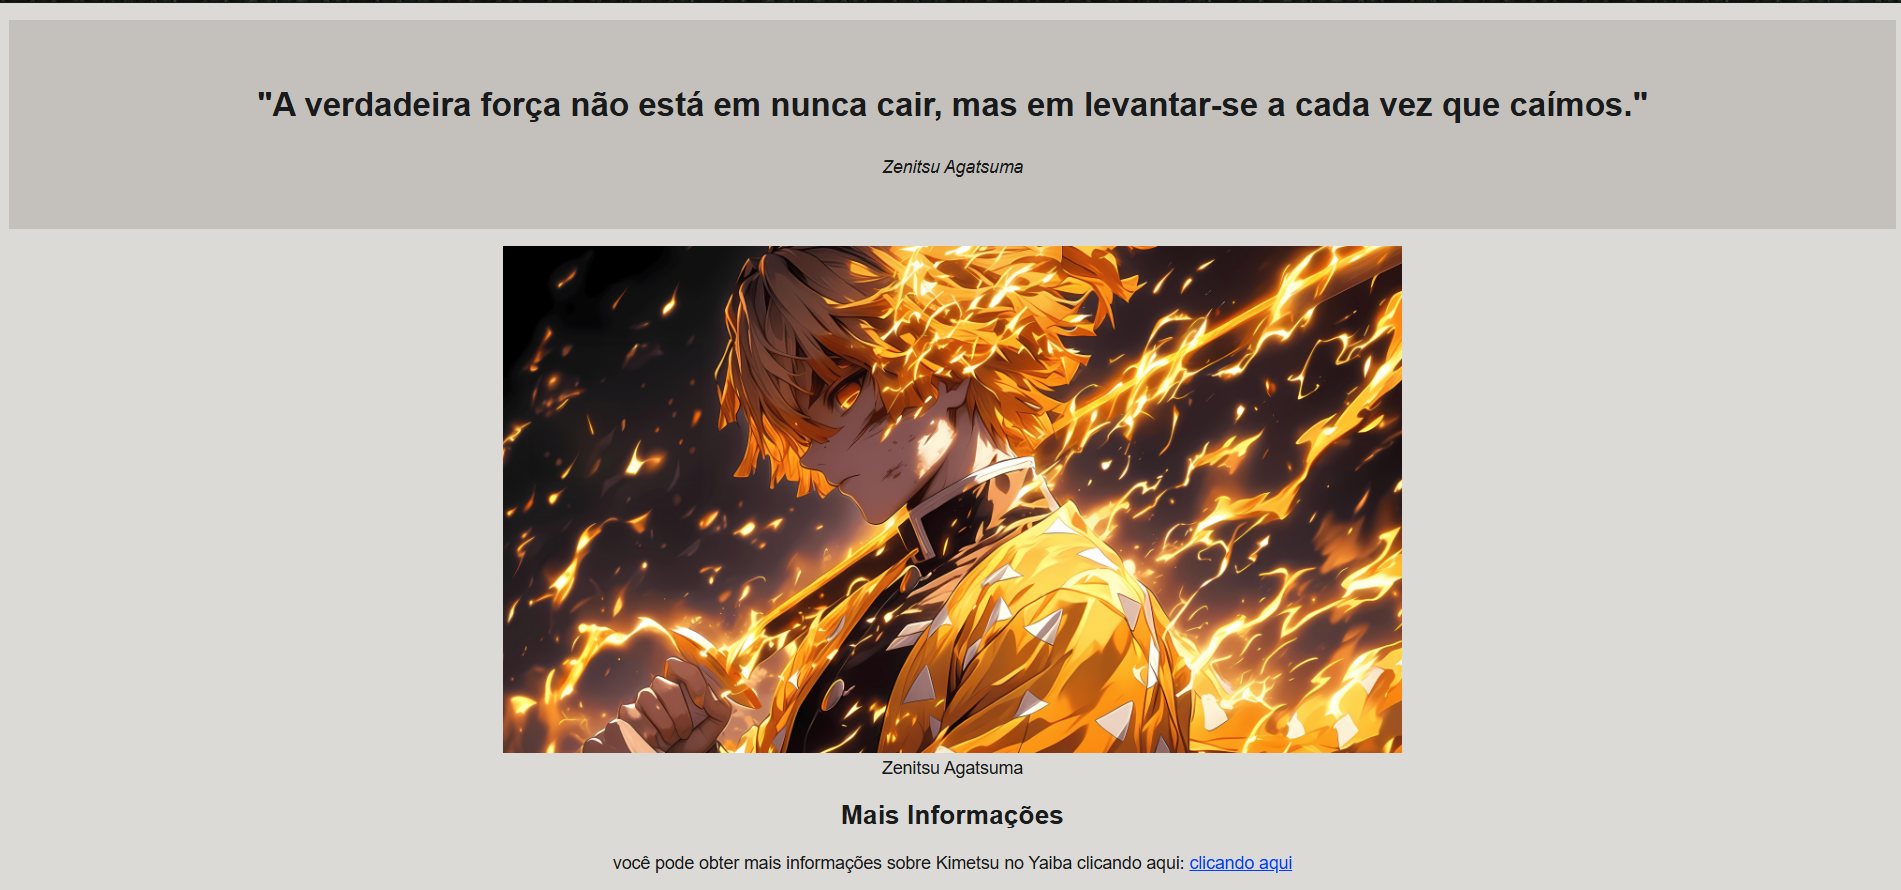 "A verdadeira força não está em nunca cair, mas em levantar-se a cada vez que caímos."
Zenitsu Agatsuma
Zenitsu Agatsuma
Mais Informações
você pode obter mais informações sobre Kimetsu no Yaiba clicando aqui: clicando aqui